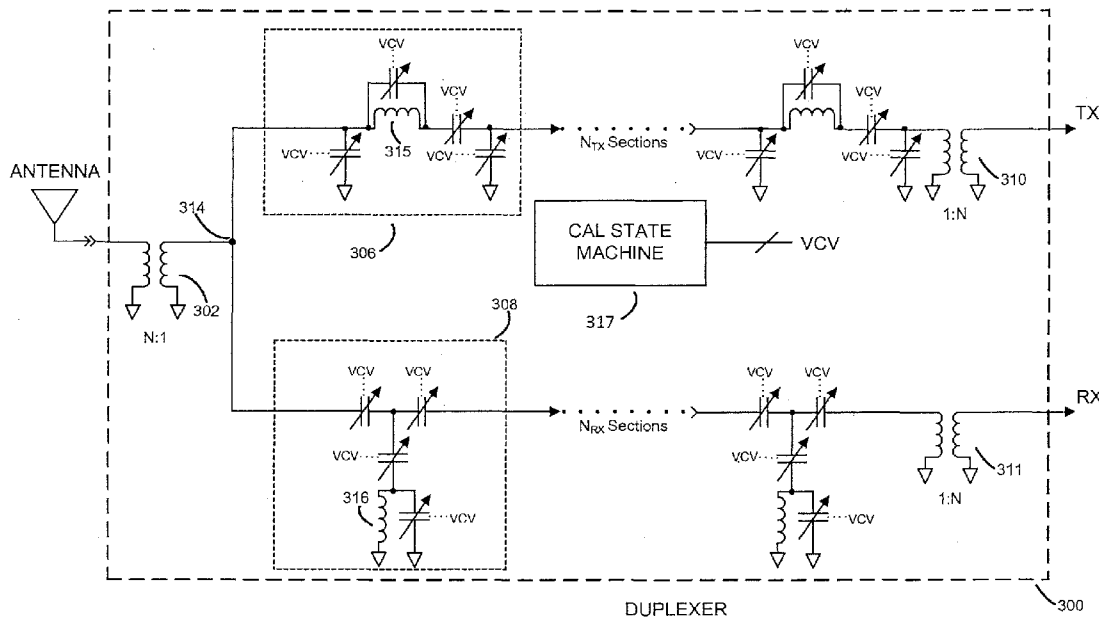 VCV
VCV
TX
VCV
VCV
315
NTX Sections
ANTENNA
VCV
VCV
VCV
VCV
310
1:N
314
306
CAL STATE
MACHINE
VCV
302
N:1
317
308
VCV
VCV
VCV
VCV
RX
NRX Sections
VCV
VCV
311
316
VCV
VCV
1:N
300
DUPLEXER